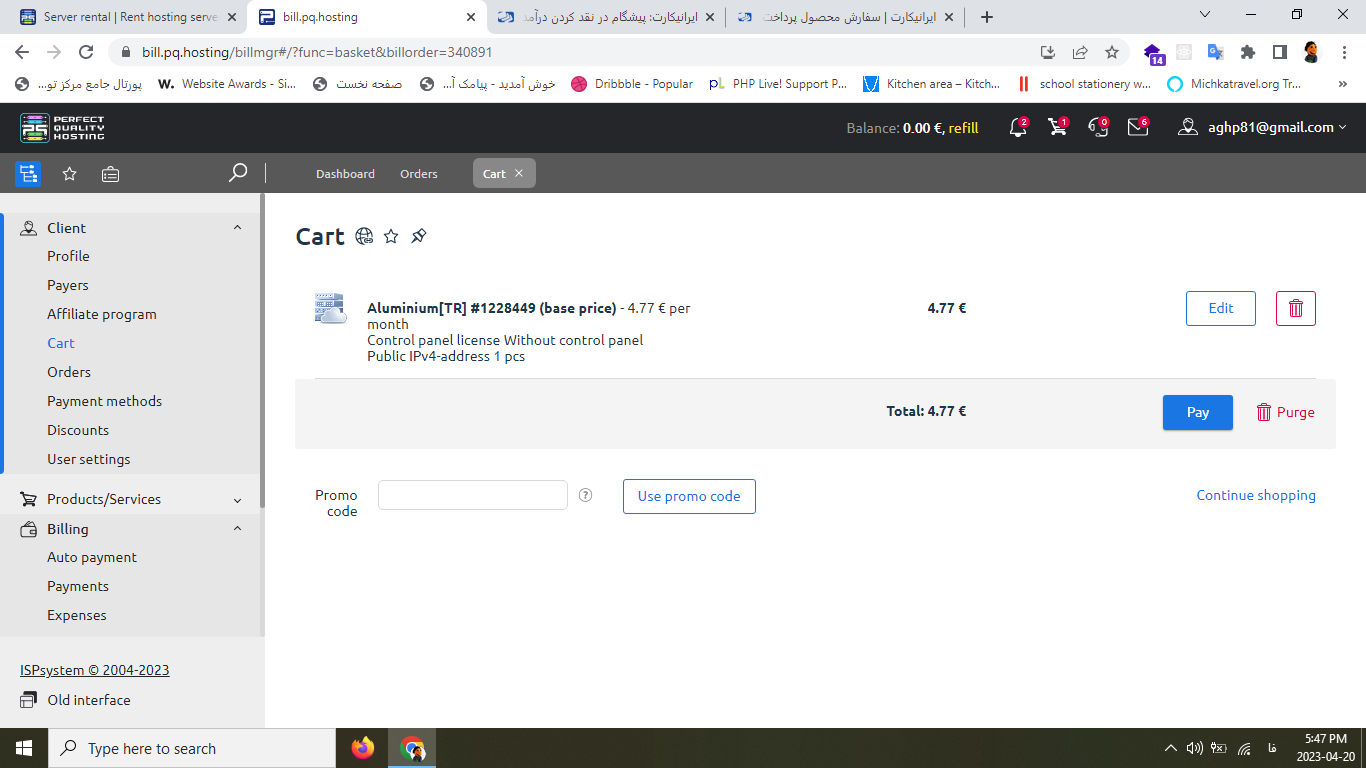 Server rental | Rent hosting serve
bill.pq.hosting
ایرانیکارت: پیشگام در نقد کردن درآمد
ایرانیکارت | سفارش محصول پرداخت
bill.pq.hosting/billmgr#/?func=basket&billorder=340891
14
پورتال جامع مرکز تو...
W. Website Awards - Si...
صفحه نخست
خوش آمدید - پیامک آ...
Dribbble - Popular
pL PHP Live! Support P...
Kitchen area – Kitch...
school stationery w...
Michkatravel.org Tr...
PERFECT
QUALITY
HOSTING
Balance: 0.00 €, refill
2
1
0
6
aghp81@gmail.com
Dashboard
Orders
Cart
Client
Profile
Payers
Affiliate program
Cart
Orders
Payment methods
Discounts
User settings
Products/Services
Billing
Auto payment
Payments
Expenses
ISPsystem © 2004-2023
Old interface
Cart
Aluminium[TR] #1228449 (base price) - 4.77 € per
month
Control panel license Without control panel
Public IPv4-address 1 pcs
4.77 €
Edit
Total: 4.77 €
Pay
Purge
Promo
code
?
Use promo code
Continue shopping
Type here to search
فا
5:47 PM
2023-04-20